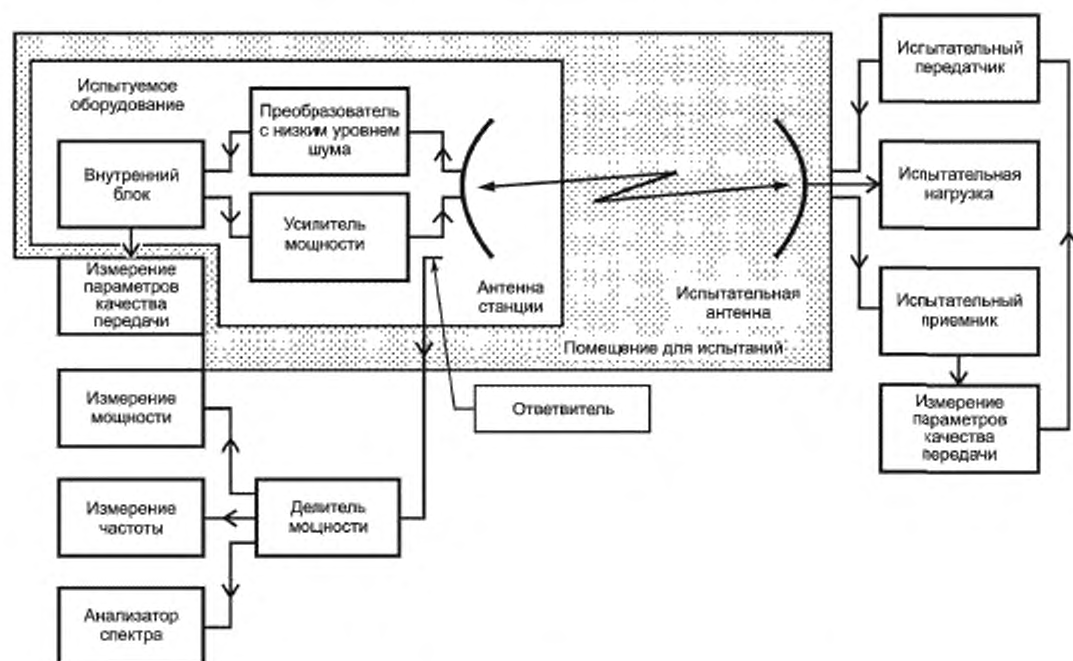 Испытуемое
оборудование
Преобразователь
с низким уровнем
шума
Внутренний
блок
Усилитель
мощности
Антенна
станции
Испытательная
антенна
Помещение для испытаний
Испытательный
передатчик
Испытательная
нагрузка
Испытательный
приемник
Измерение
параметров
качества
передачи
Измерение
параметров
качества
передачи
Измерение
мощности
Ответвитель
Измерение
частоты
Делитель
мощности
Анализатор
спектра